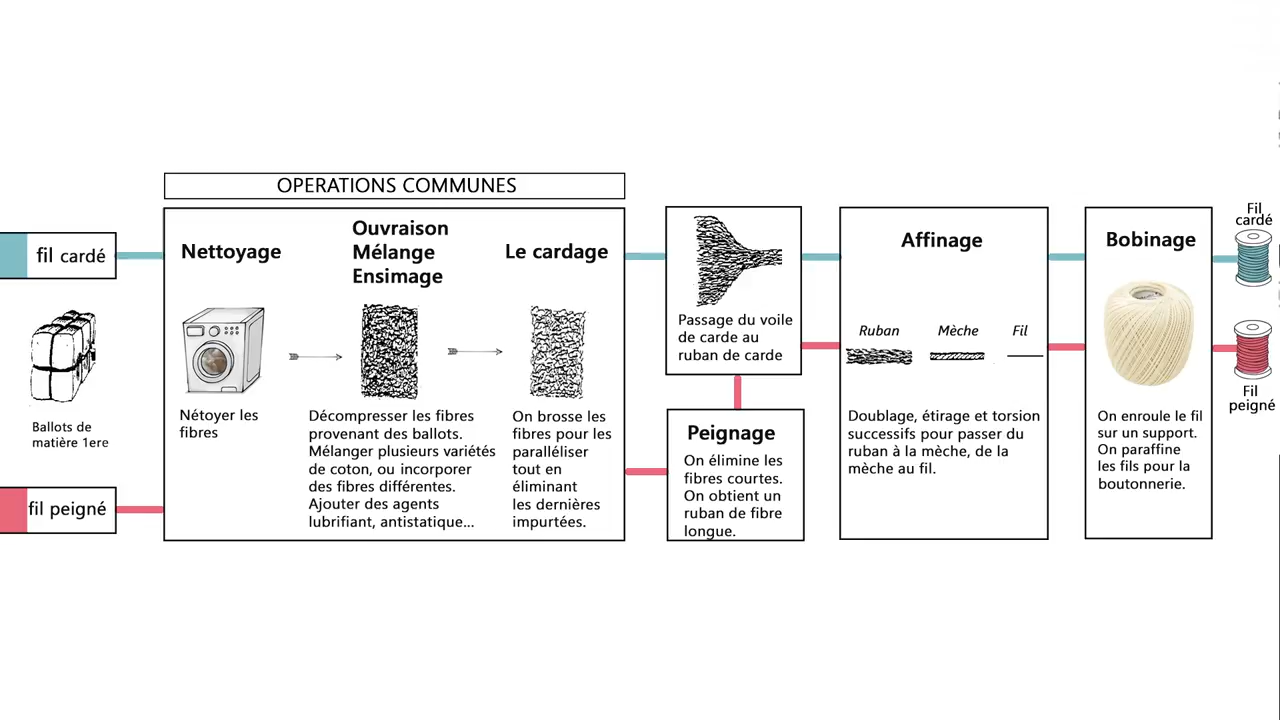 OPERATIONS COMMUNES
fil cardé
Ballots de
matière 1ere
fil peigné
Nettoyage
Nétoyer les
fibres
Ouvraison
Mélange
Ensimage
Décompresser les fibres
provenant des ballots.
Mélanger plusieurs variétés
de coton, ou incorporer
des fibres différentes.
Ajouter des agents
lubrifiant, antistatique...
Le cardage
On brosse les
fibres pour les
paralléliser
tout en
éliminant
les dernières
impurtées.
Passage du voile
de carde au
ruban de carde
Peignage
On élimine les
fibres courtes.
On obtient un
ruban de fibre
longue.
Affinage
Ruban Mèche Fil
Doublage, étirage et torsion
successifs pour passer du
ruban à la mèche, de la
mèche au fil.
Bobinage
On enroule le fil
sur un support.
On paraffine
les fils pour la
boutonnerie.
Fil
cardé
Fil
peigné